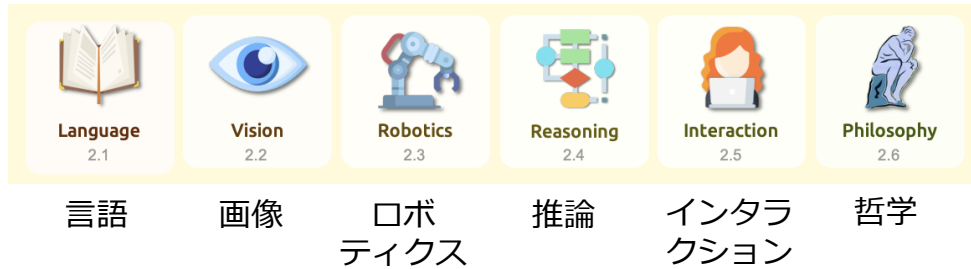 Language
2.1
Vision
2.2
Robotics
2.3
Reasoning
2.4
Interaction
2.5
Philosophy
2.6
言語
画像
ロボ
ティクス
推論
インタラ
クション
哲学